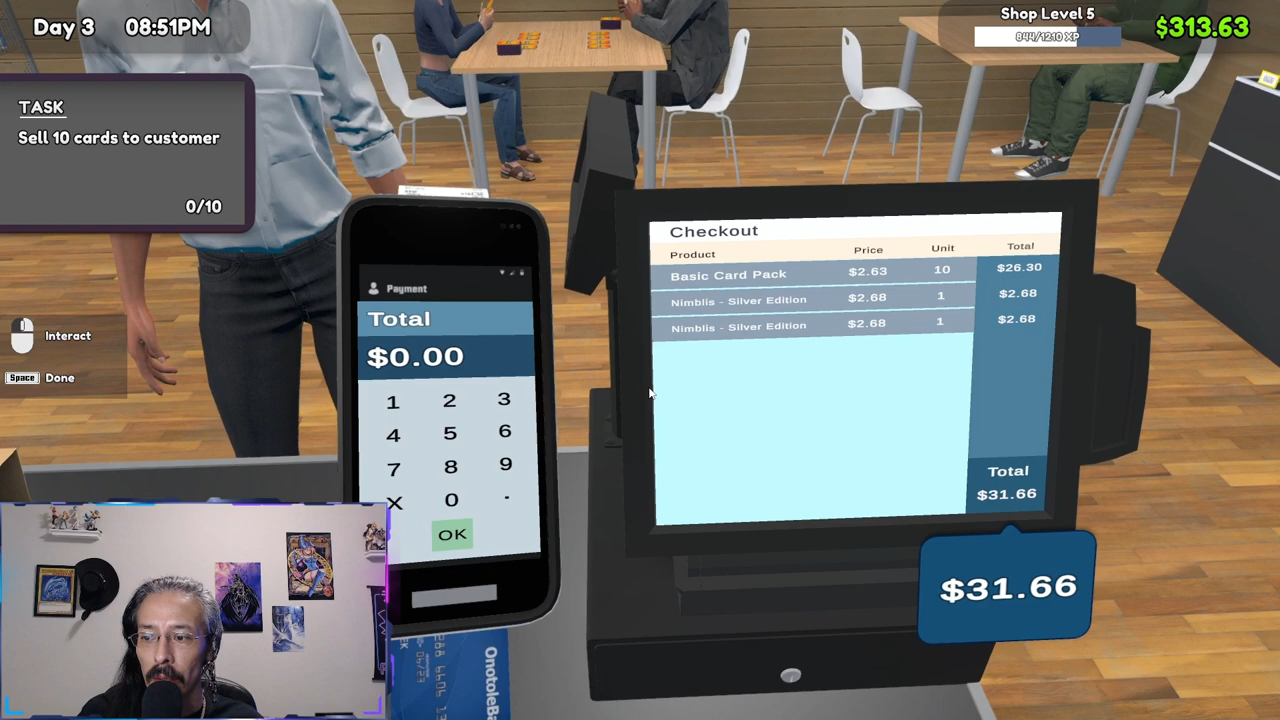 Day 3 08:51PM
Shop Level 5
844/1210 XP
$313.63
TASK
Sell 10 cards to customer
0/10
Interact
Space Done
Payment
Total
$0.00
1 2 3
4 5 6
7 8 9
X 0 .
OK
Checkout
Product Price Unit Total
Basic Card Pack $2.63 10 $26.30
Nimblis - Silver Edition $2.68 1 $2.68
Nimblis - Silver Edition $2.68 1 $2.68
Total
$31.66
$31.66